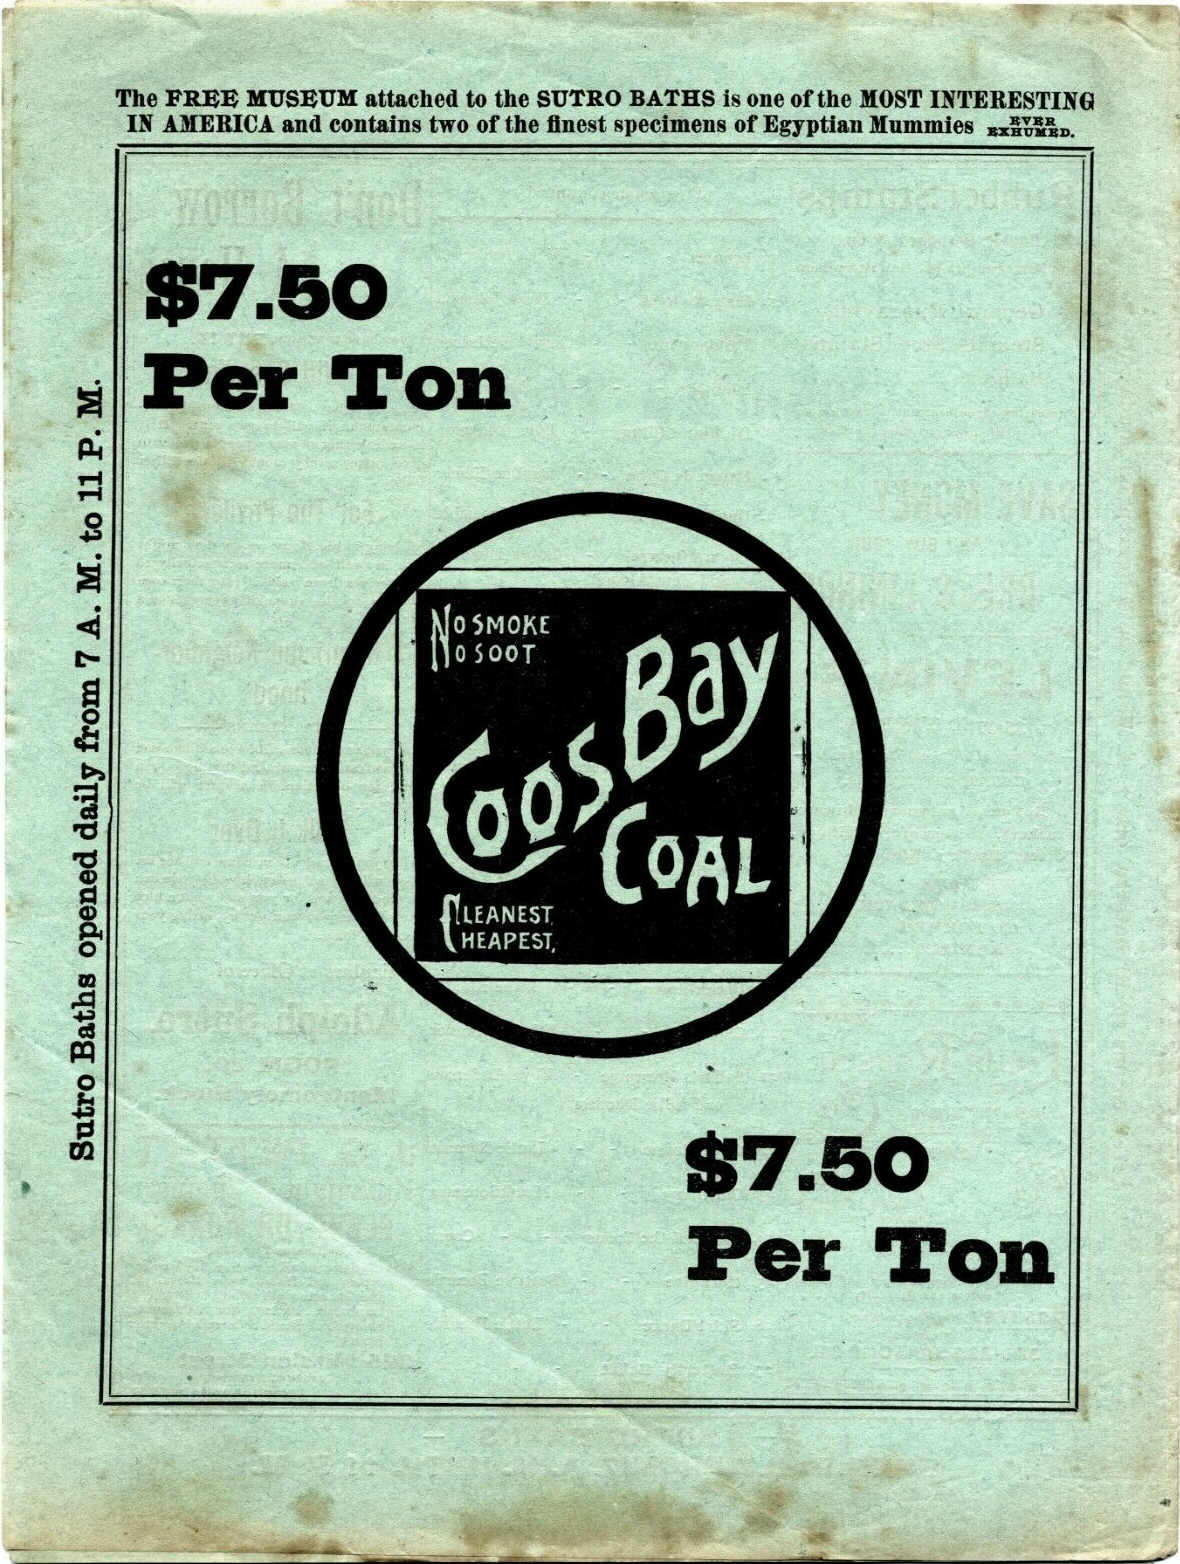 The FREE MUSEUM attached to the SUTRO BATHS is one of the MOST INTERESTING
IN AMERICA and contains two of the finest specimens of Egyptian Mummies EVER
EXHUMED.
Sutro Baths opened daily from 7 A. M. to 11 P. M.
$7.50
Per Ton
NO SMOKE
NO SOOT
COOS BAY
COAL
CLEANEST,
CHEAPEST,
$7.50
Per Ton